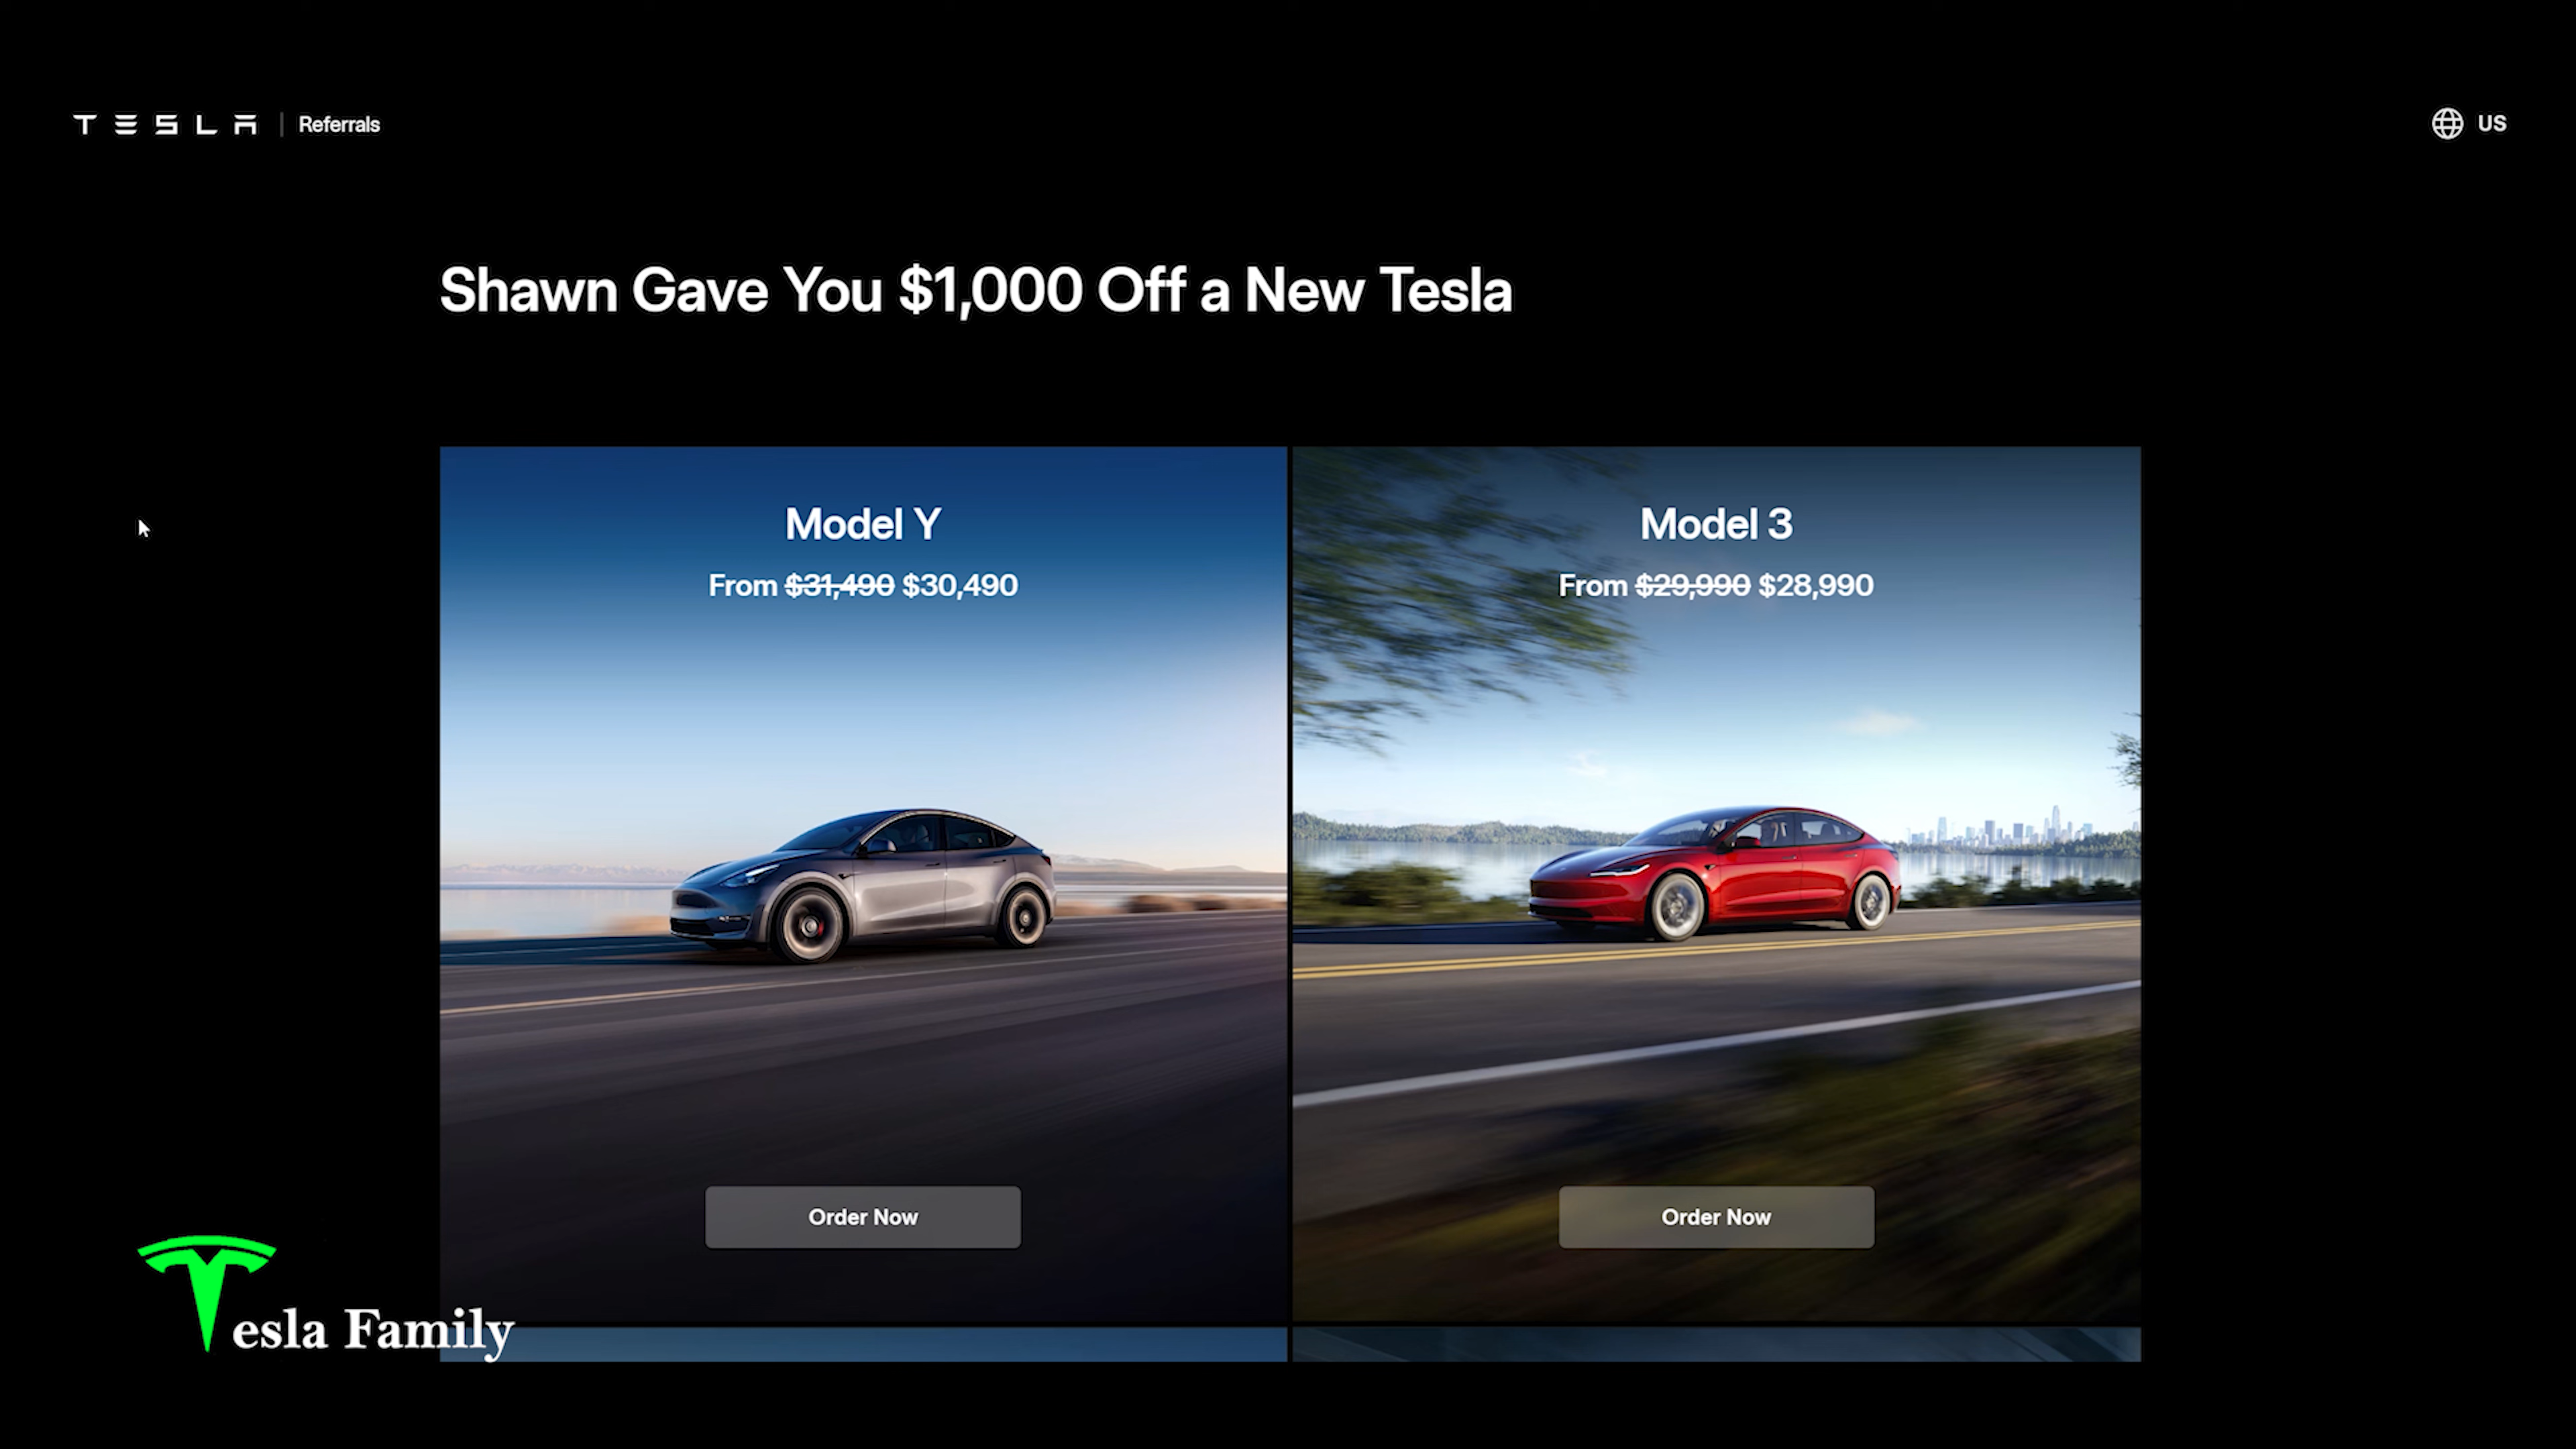 TESLA | Referrals
US
Shawn Gave You $1,000 Off a New Tesla
Model Y
From $31,490 $30,490
Order Now
Model 3
From $29,990 $28,990
Order Now
Tesla Family